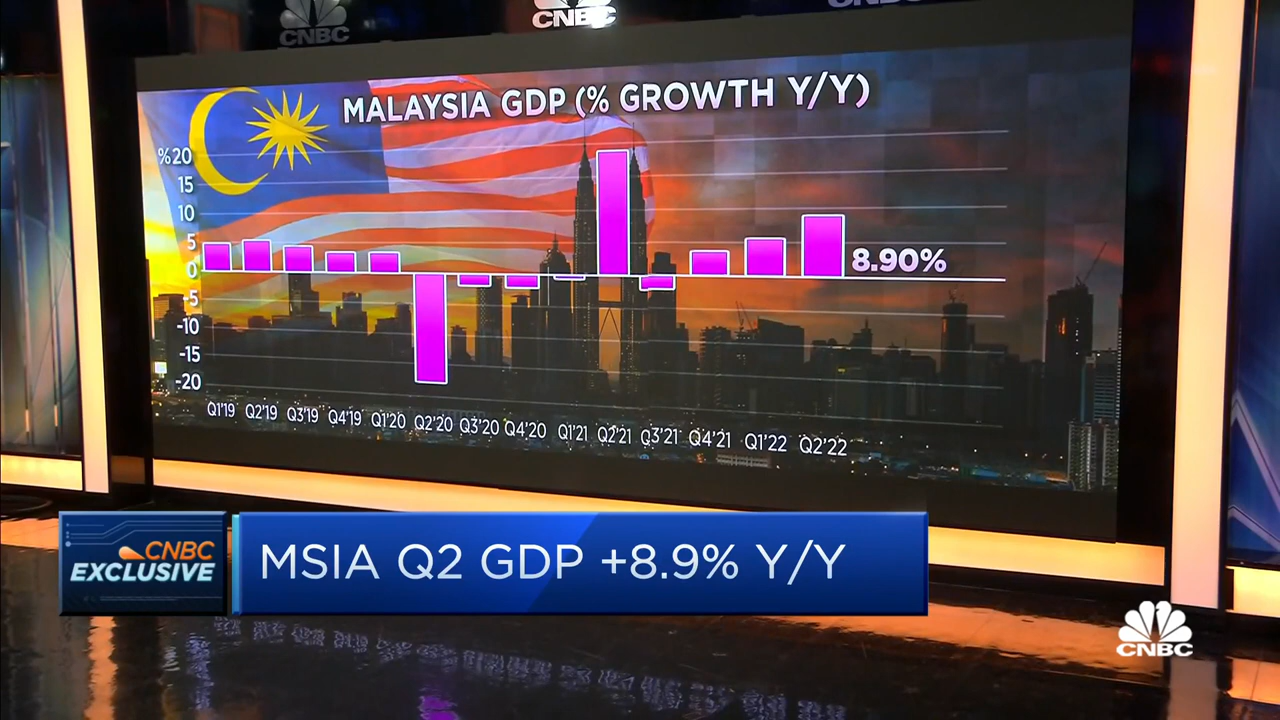 CNBC
CNBC
CNBC
MALAYSIA GDP (% GROWTH Y/Y)
%20
15
10
5
0
-5
-10
-15
-20
8.90%
Q1'19 Q2'19 Q3'19 Q4'19 Q1'20 Q2'20 Q3'20 Q4'20 Q1'21 Q2'21 Q3'21 Q4'21 Q1'22 Q2'22
CNBC
EXCLUSIVE
MSIA Q2 GDP +8.9% Y/Y
CNBC